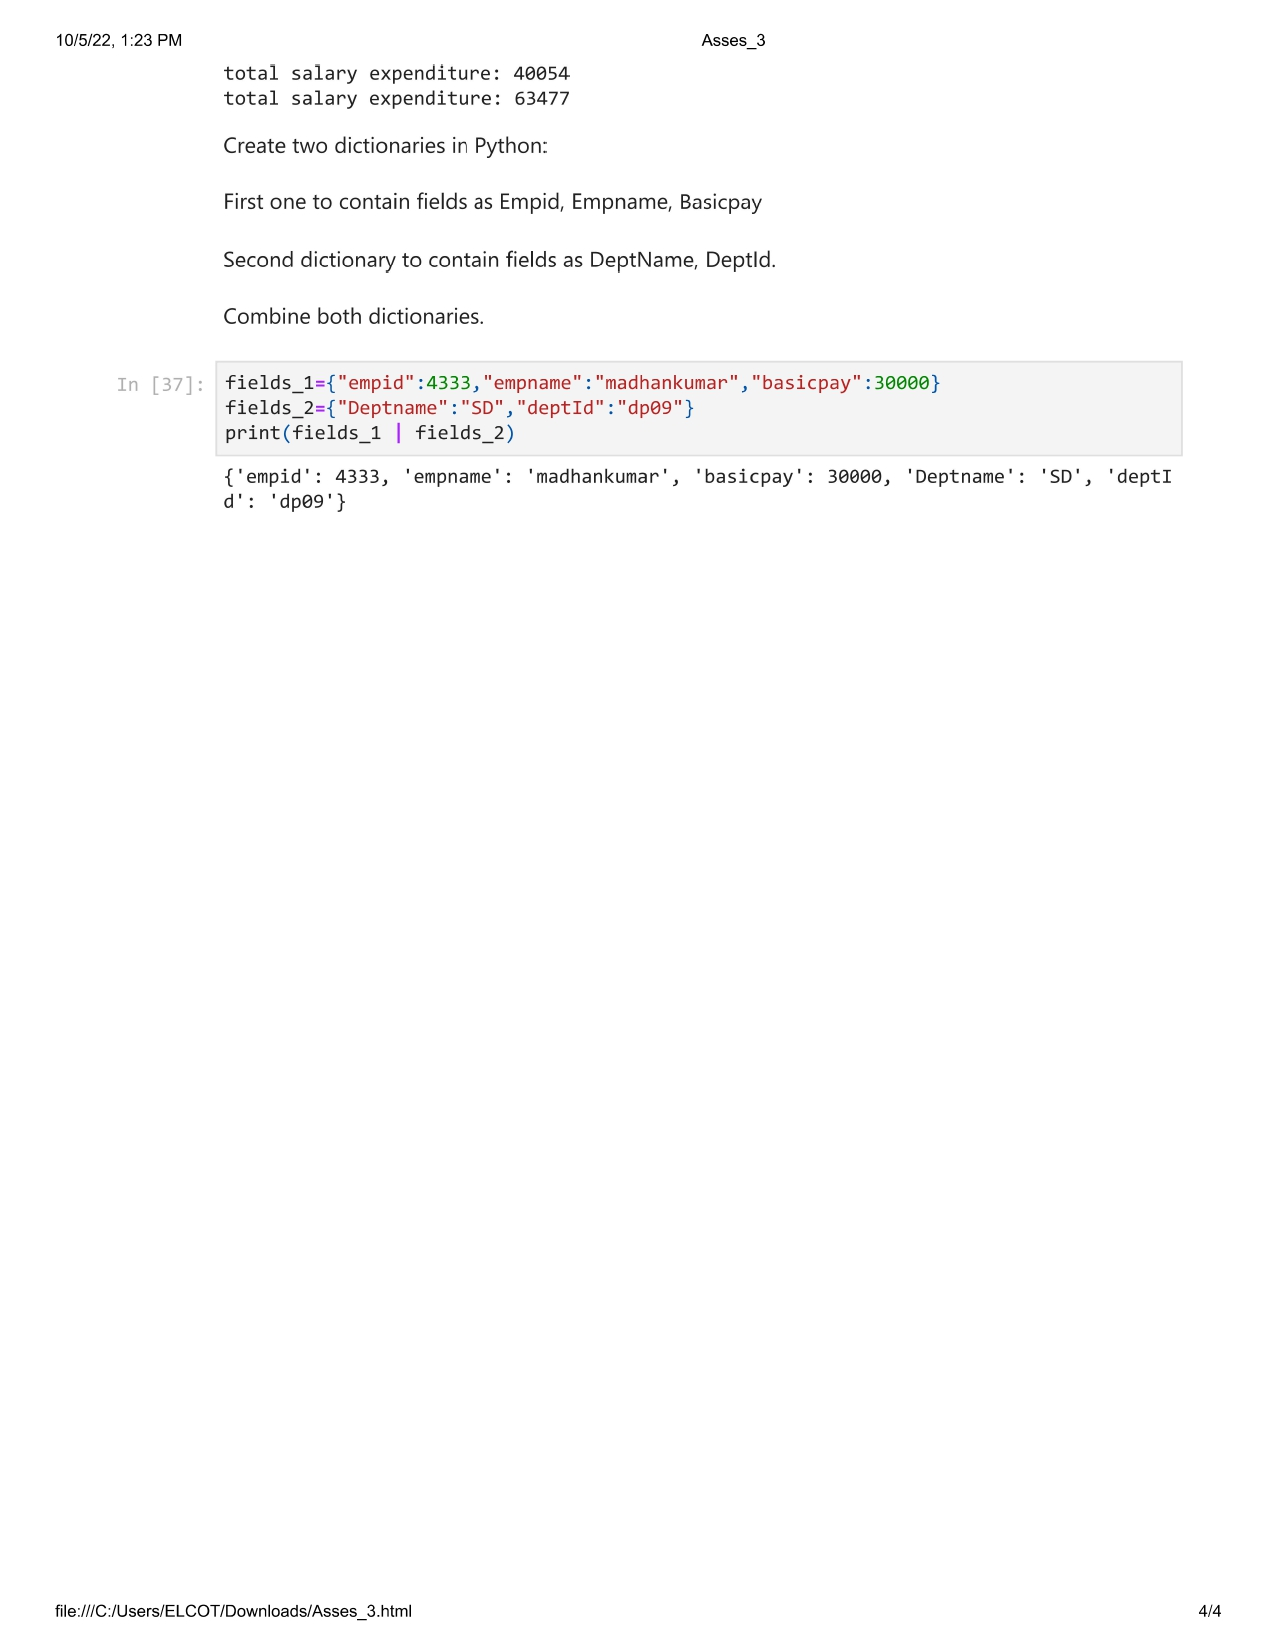 10/5/22, 1:23 PM Asses_3
total salary expenditure: 40054
total salary expenditure: 63477
Create two dictionaries in Python:
First one to contain fields as Empid, Empname, Basicpay
Second dictionary to contain fields as DeptName, DeptId.
Combine both dictionaries.
In [37]: fields_1={"empid":4333,"empname":"madhankumar","basicpay":30000}
fields_2={"Deptname":"SD","deptId":"dp09"}
print(fields_1 | fields_2)
{'empid': 4333, 'empname': 'madhankumar', 'basicpay': 30000, 'Deptname': 'SD', 'deptI
d': 'dp09'}
file:///C:/Users/ELCOT/Downloads/Asses_3.html 4/4